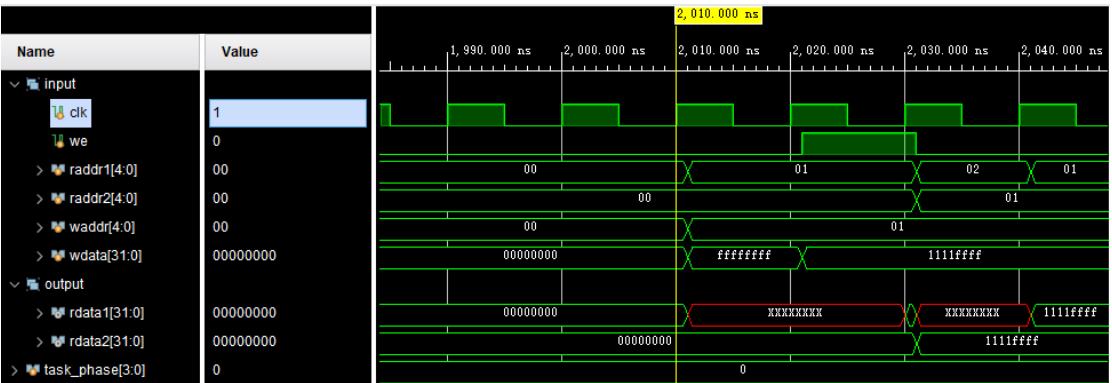 2,010.000 ns
Name Value 1,990.000 ns 2,000.000 ns 2,010.000 ns 2,020.000 ns 2,030.000 ns 2,040.000 ns
input
clk 1
we 0
raddr1[4:0] 00 00 01 02 01
raddr2[4:0] 00 00 01
waddr[4:0] 00 00 01
wdata[31:0] 00000000 00000000 ffffffff 1111ffff
output
rdata1[31:0] 00000000 00000000 XXXXXXXX XXXXXXXX 1111ffff
rdata2[31:0] 00000000 00000000 1111ffff
task_phase[3:0] 0 0